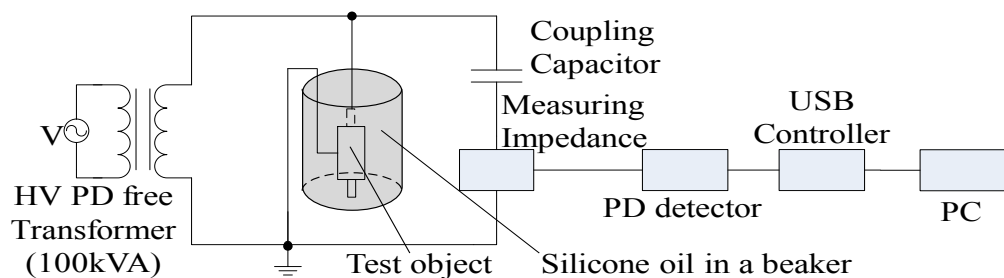 Coupling
Capacitor
Measuring
Impedance
USB
Controller
V
HV PD free
Transformer
(100kVA)
PD detector
PC
Test object
Silicone oil in a beaker